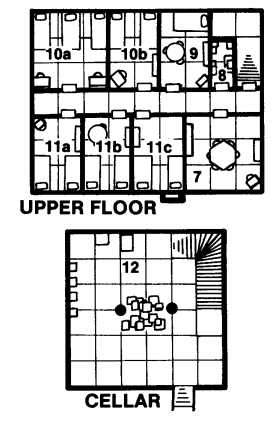 10a 10b 9
8
11a 11b 11c
7
UPPER FLOOR
12
CELLAR